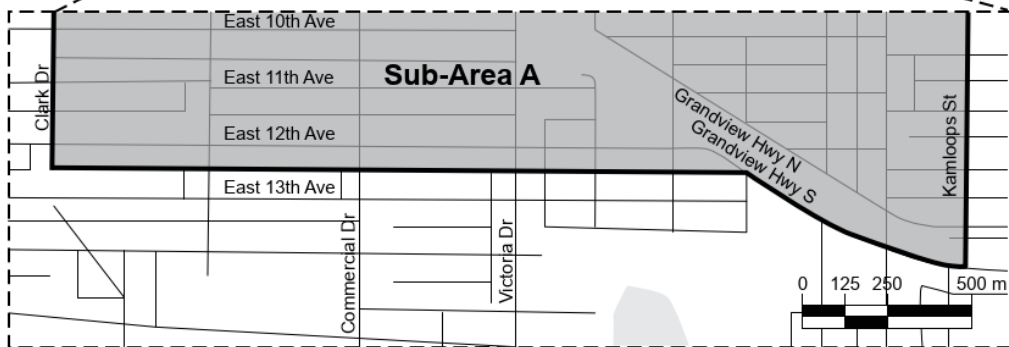 East 10th Ave
Clark Dr
East 11th Ave
Sub-Area A
Grandview Hwy N
Grandview Hwy S
Kamloops St
East 12th Ave
East 13th Ave
Commercial Dr
Victoria Dr
0 125 250 500 m